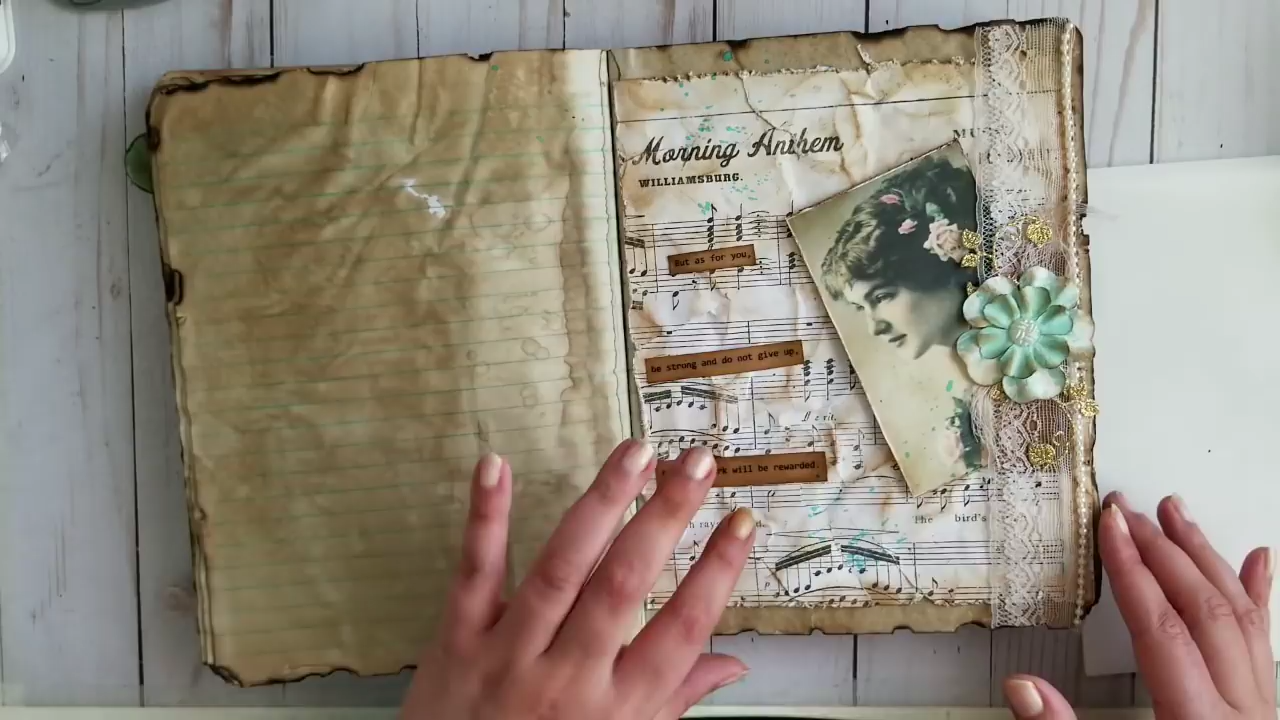 Morning Anthem
WILLIAMSBURG.
But as for you,
be strong and do not give up,
will be rewarded.
The bird's